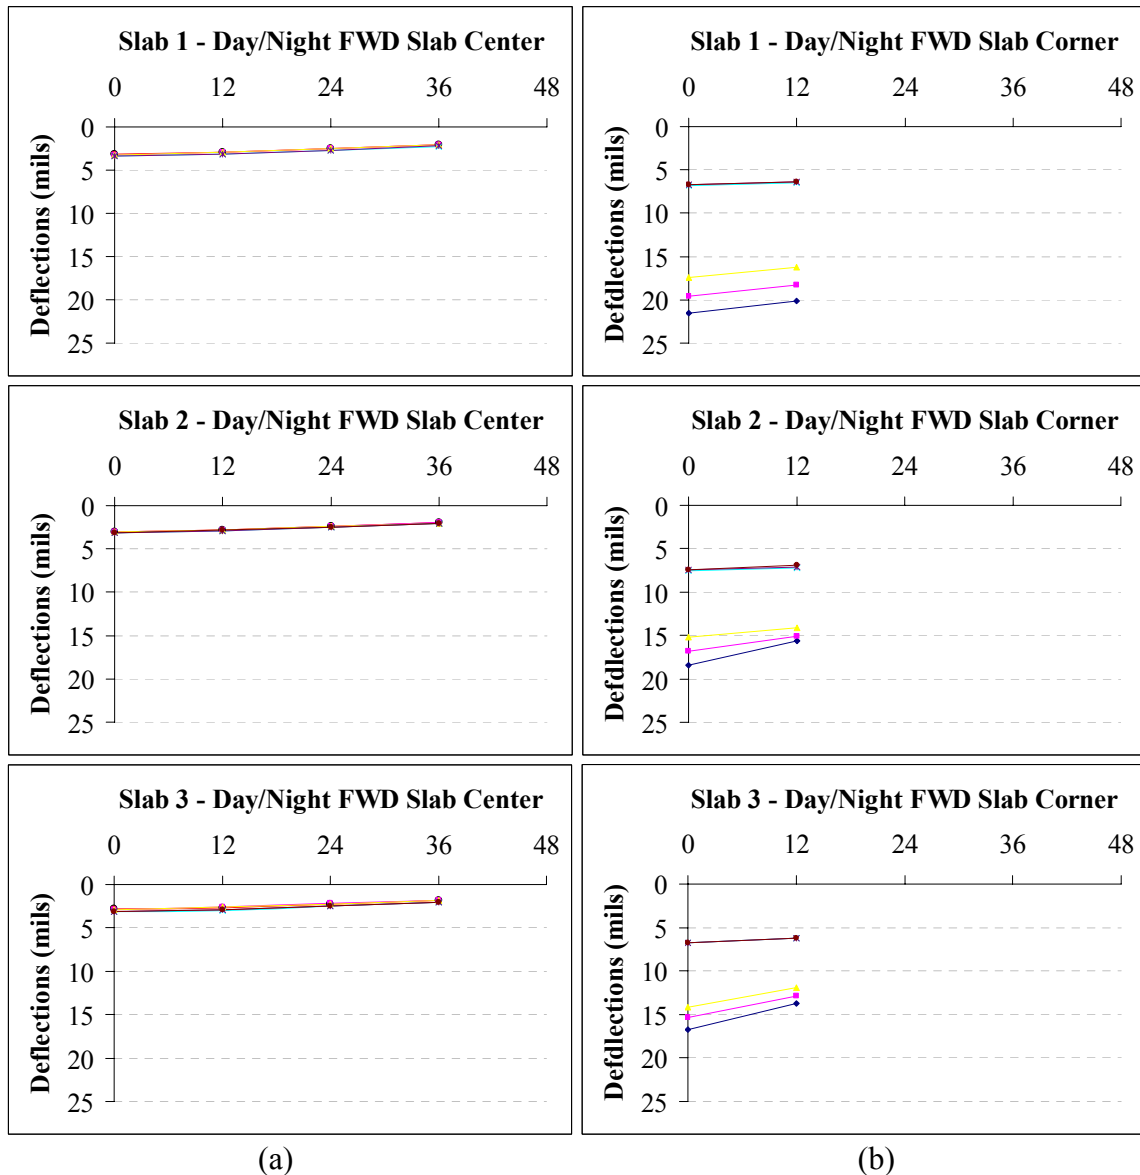 Slab 1 - Day/Night FWD Slab Center
0 12 24 36 48
0
5
10
15
20
25
Deflections (mils)
Slab 1 - Day/Night FWD Slab Corner
0 12 24 36 48
0
5
10
15
20
25
Defdlections (mils)
Slab 2 - Day/Night FWD Slab Center
0 12 24 36 48
0
5
10
15
20
25
Deflections (mils)
Slab 2 - Day/Night FWD Slab Corner
0 12 24 36 48
0
5
10
15
20
25
Defdlections (mils)
Slab 3 - Day/Night FWD Slab Center
0 12 24 36 48
0
5
10
15
20
25
Deflections (mils)
Slab 3 - Day/Night FWD Slab Corner
0 12 24 36 48
0
5
10
15
20
25
Defdlections (mils)
(a)
(b)